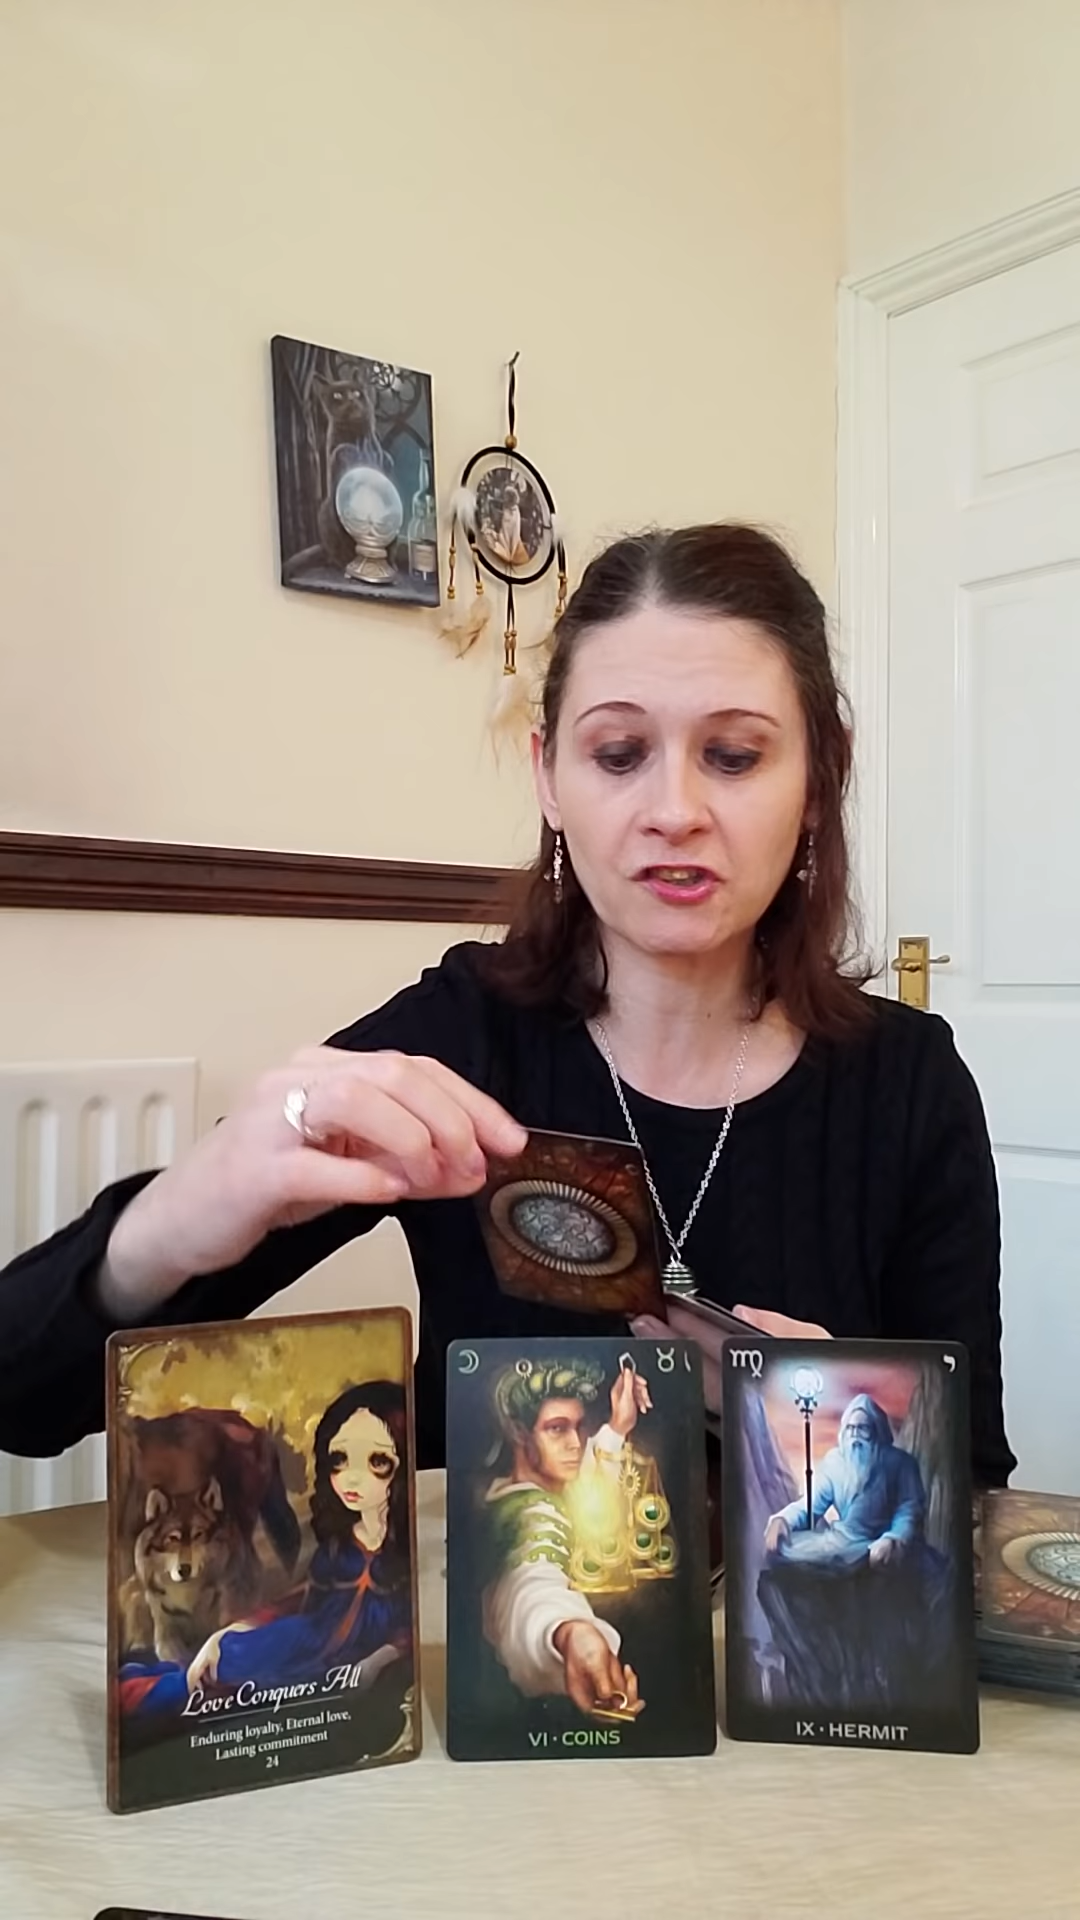 Love Conquers All
Enduring loyalty, Eternal love,
Lasting commitment
24
VI • COINS
IX • HERMIT